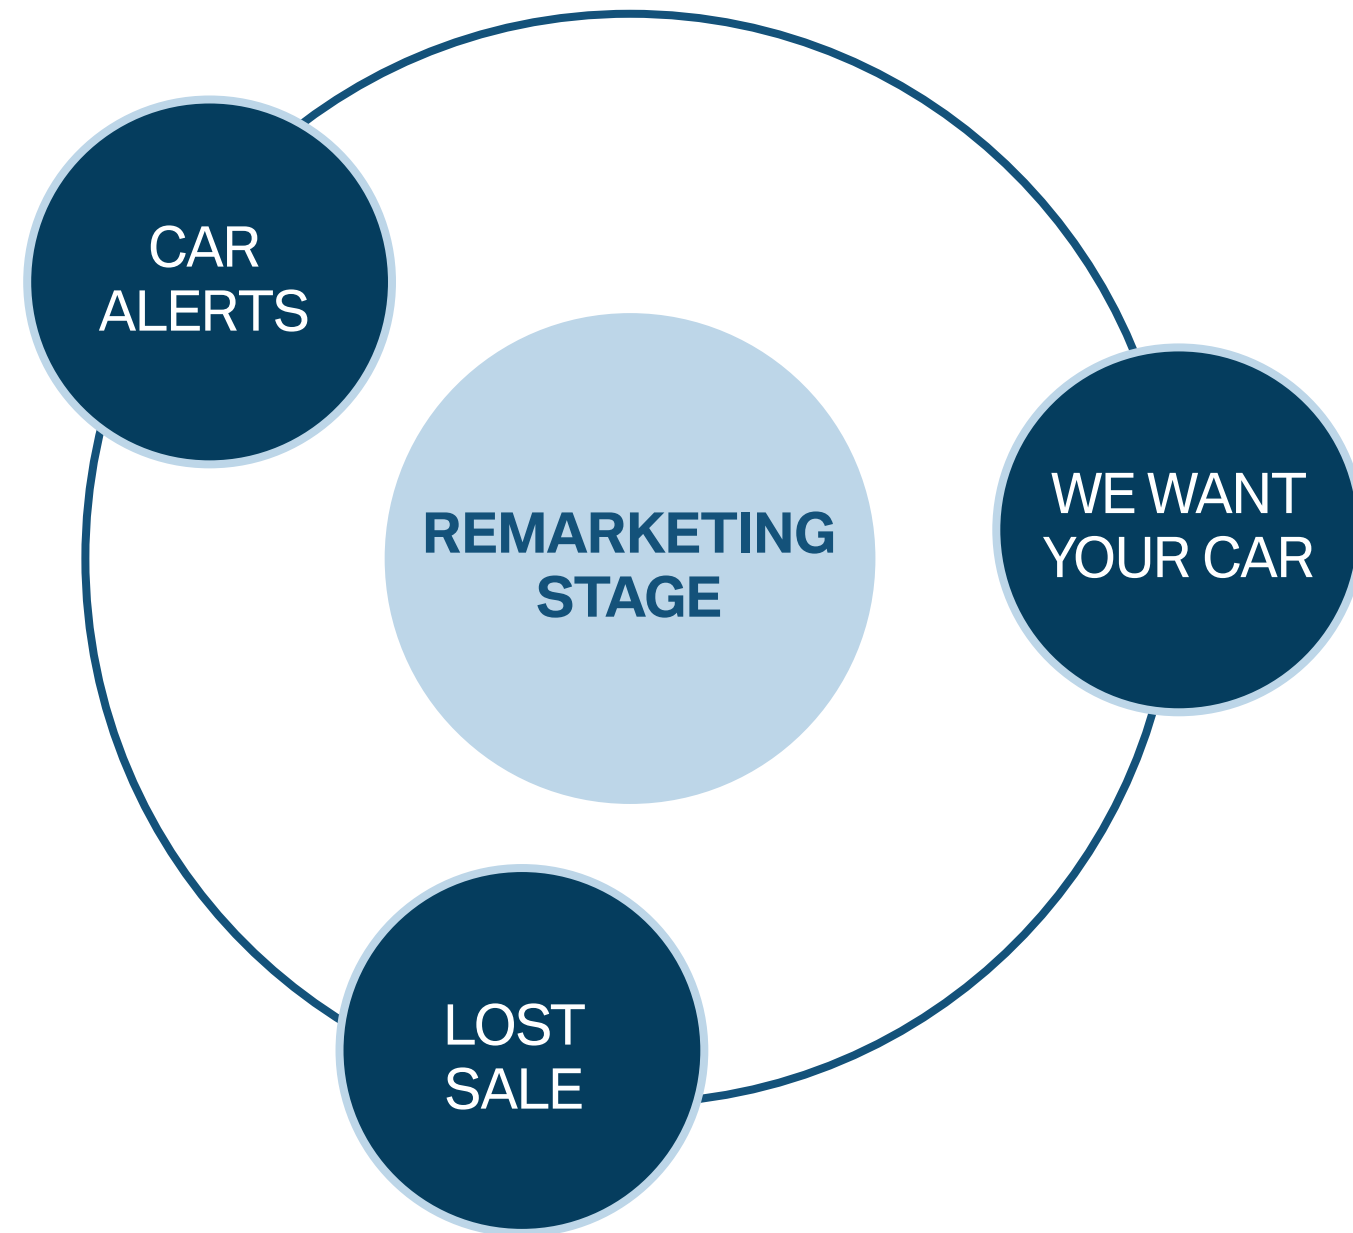 CAR
ALERTS
WE WANT
YOUR CAR
REMARKETING
STAGE
LOST
SALE